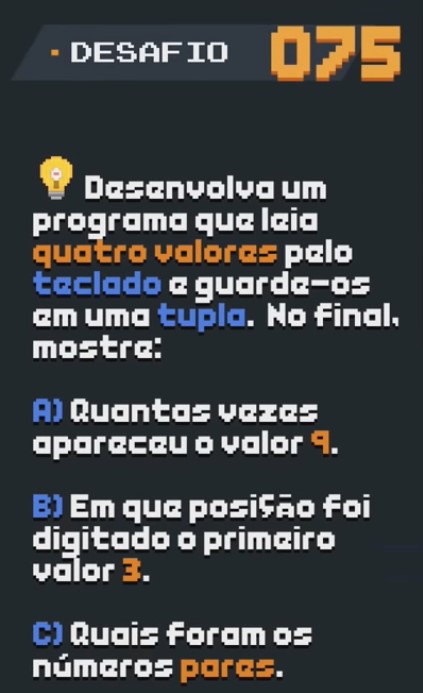 DESAFIO 075
Desenvolva um
programa que leia
quatro valores pelo
teclado e guarde-os
em uma tupla. No final,
mostre:
A) Quantas vezes
apareceu o valor 9.
B) Em que posição foi
digitado o primeiro
valor 3.
C) Quais foram os
números pares.